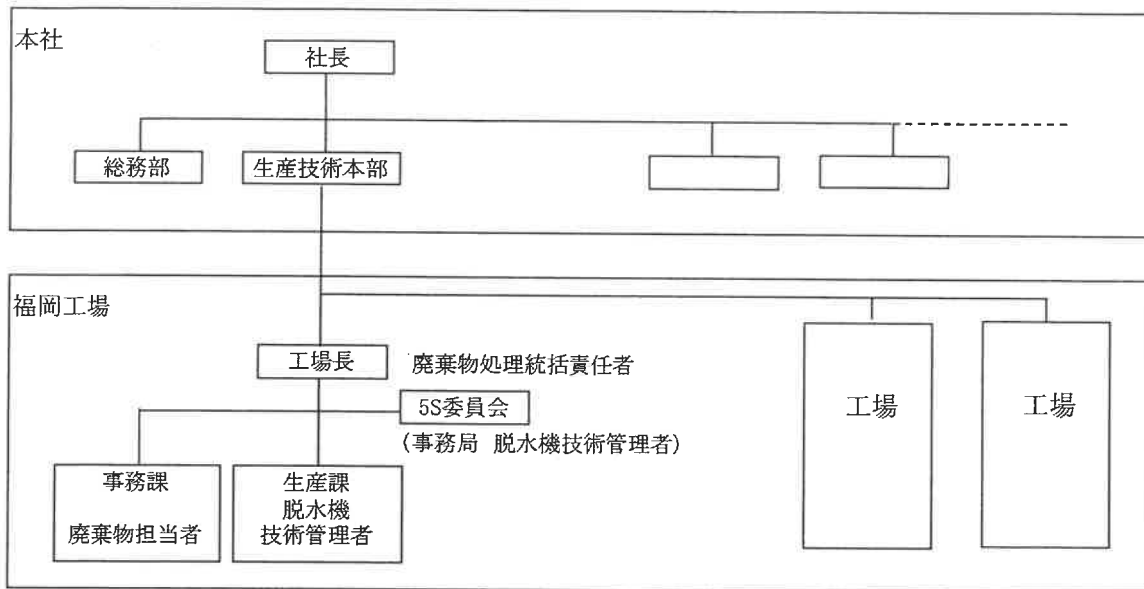 本社
社長
総務部
生産技術本部
福岡工場
工場長 廃棄物処理統括責任者
5S委員会
(事務局 脱水機技術管理者)
事務課
廃棄物担当者
生産課
脱水機
技術管理者
工場
工場